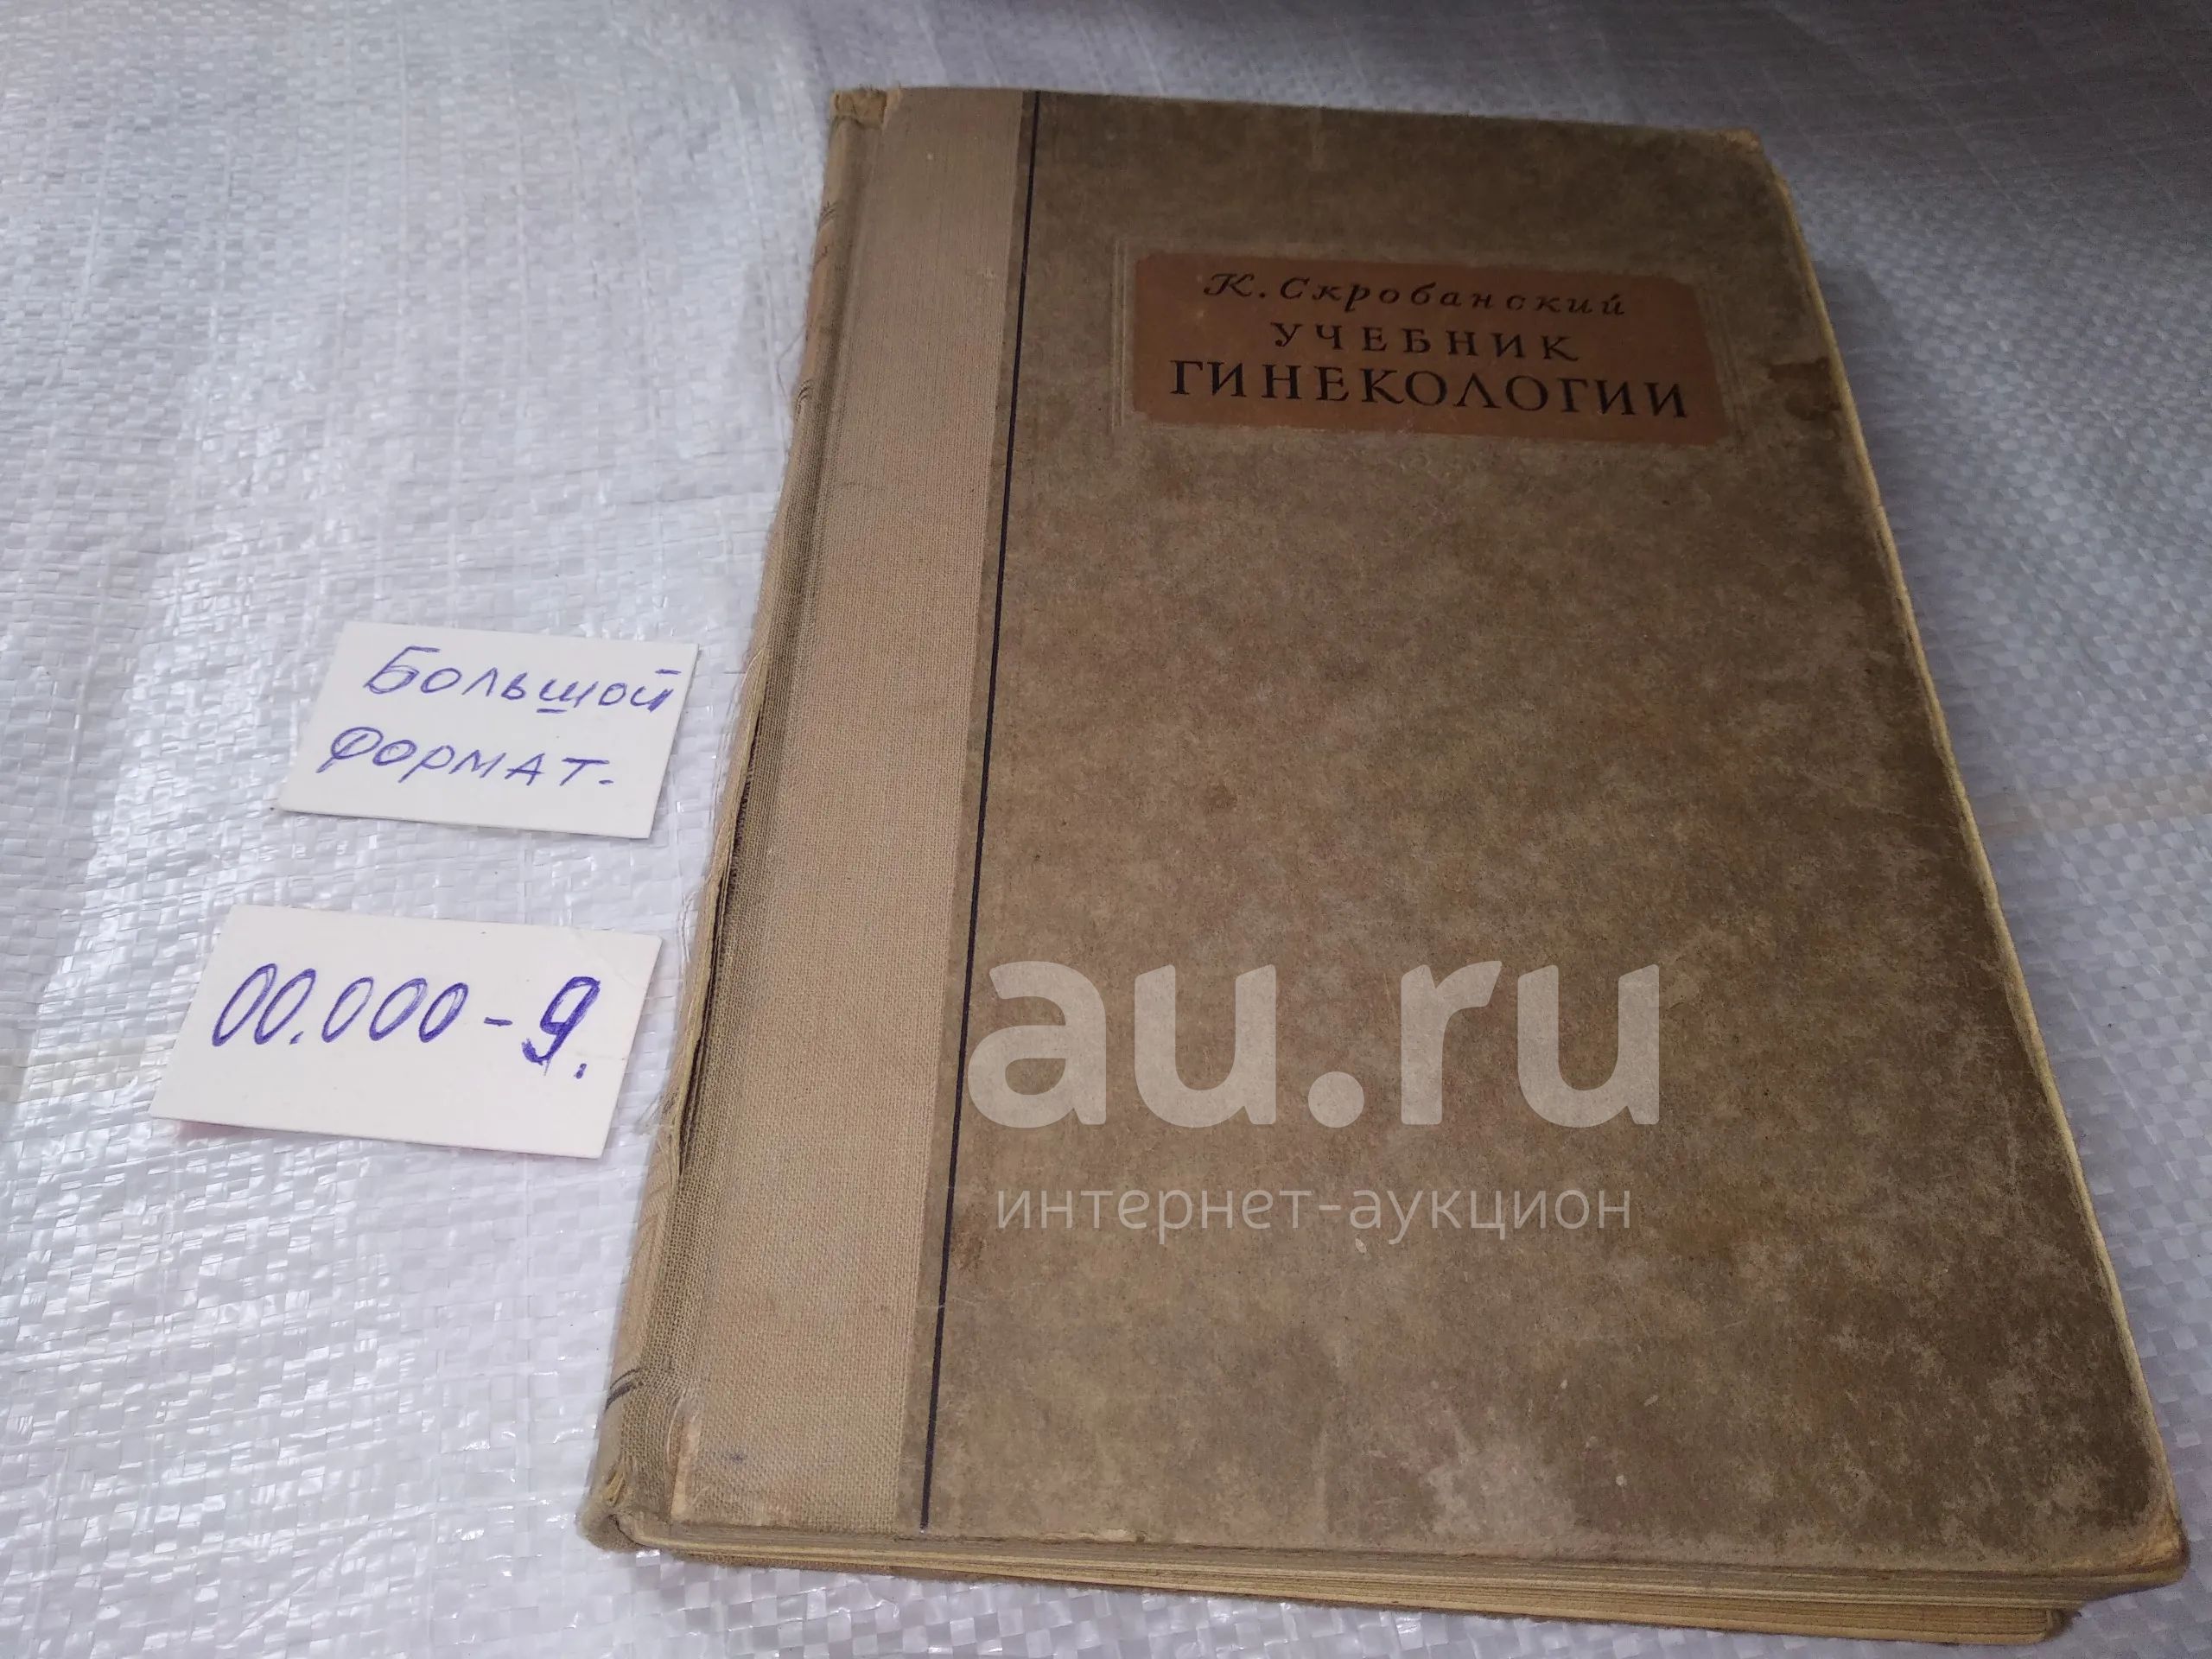 К. Скробанский
УЧЕБНИК
ГИНЕКОЛОГИИ
Большой
формат.
00.000-9.
au.ru
интернет-аукцион